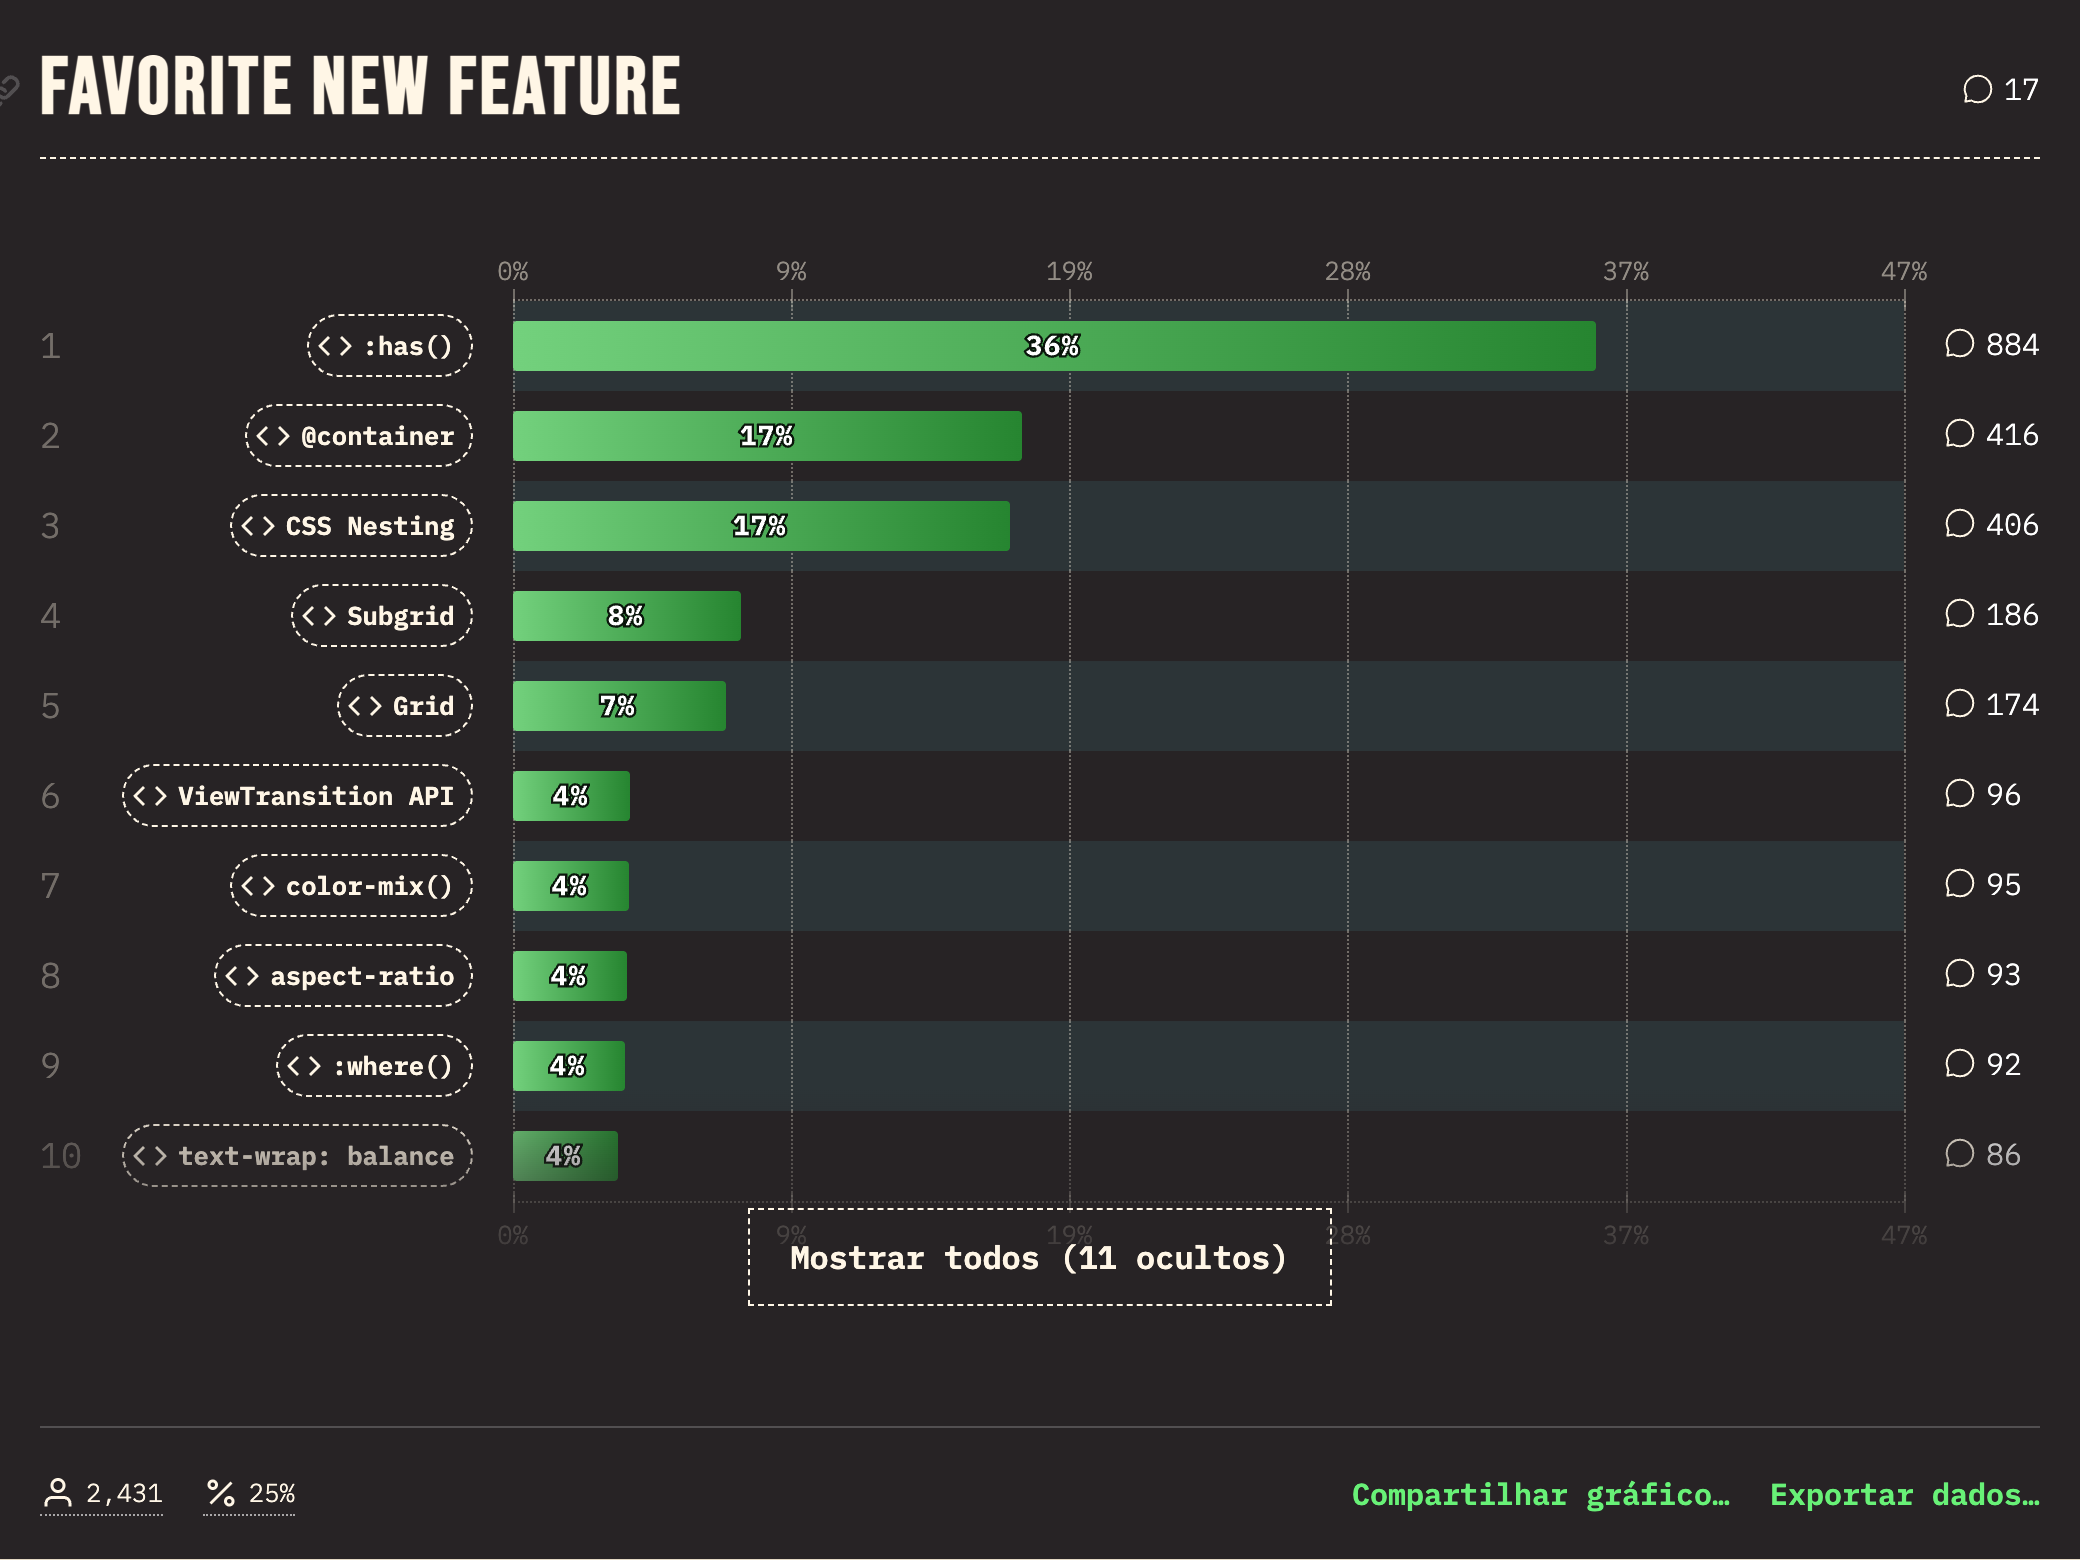 FAVORITE NEW FEATURE
17
0% 9% 19% 28% 37% 47%
1 <> :has() 36% 884
2 <> @container 17% 416
3 <> CSS Nesting 17% 406
4 <> Subgrid 8% 186
5 <> Grid 7% 174
6 <> ViewTransition API 4% 96
7 <> color-mix() 4% 95
8 <> aspect-ratio 4% 93
9 <> :where() 4% 92
10 <> text-wrap: balance 4% 86
0% 9% 19% 28% 37% 47%
Mostrar todos (11 ocultos)
2,431 % 25% Compartilhar gráfico… Exportar dados…